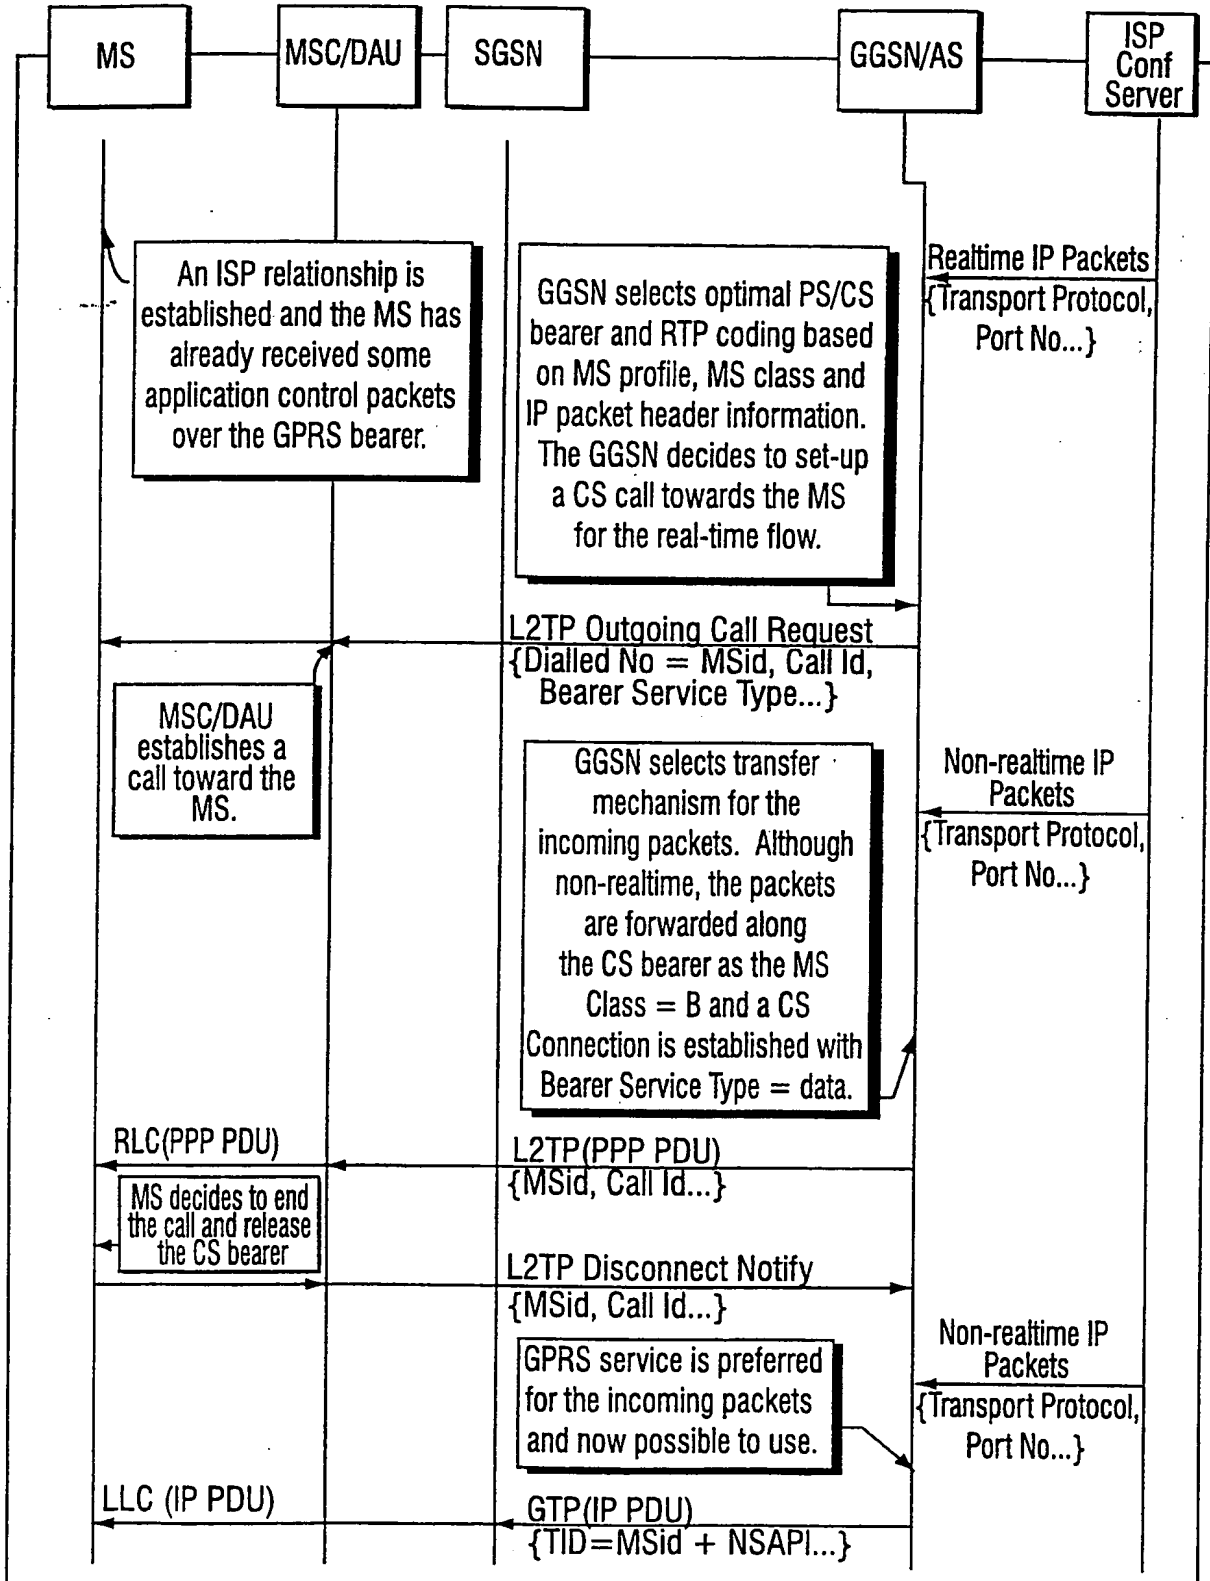 MS
MSC/DAU
SGSN
GGSN/AS
ISP
Conf
Server
An ISP relationship is
established and the MS has
already received some
application control packets
over the GPRS bearer.
GGSN selects optimal PS/CS
bearer and RTP coding based
on MS profile, MS class and
IP packet header information.
The GGSN decides to set-up
a CS call towards the MS
for the real-time flow.
Realtime IP Packets
{Transport Protocol,
Port No...}
L2TP Outgoing Call Request
{Dialled No = MSid, Call Id,
Bearer Service Type...}
MSC/DAU
establishes a
call toward the
MS.
GGSN selects transfer
mechanism for the
incoming packets. Although
non-realtime, the packets
are forwarded along
the CS bearer as the MS
Class = B and a CS
Connection is established with
Bearer Service Type = data.
Non-realtime IP
Packets
{Transport Protocol,
Port No...}
RLC(PPP PDU)
L2TP(PPP PDU)
{MSid, Call Id...}
MS decides to end
the call and release
the CS bearer
L2TP Disconnect Notify
{MSid, Call Id...}
GPRS service is preferred
for the incoming packets
and now possible to use.
Non-realtime IP
Packets
{Transport Protocol,
Port No...}
LLC (IP PDU)
GTP(IP PDU)
{TID=MSid + NSAPI...}